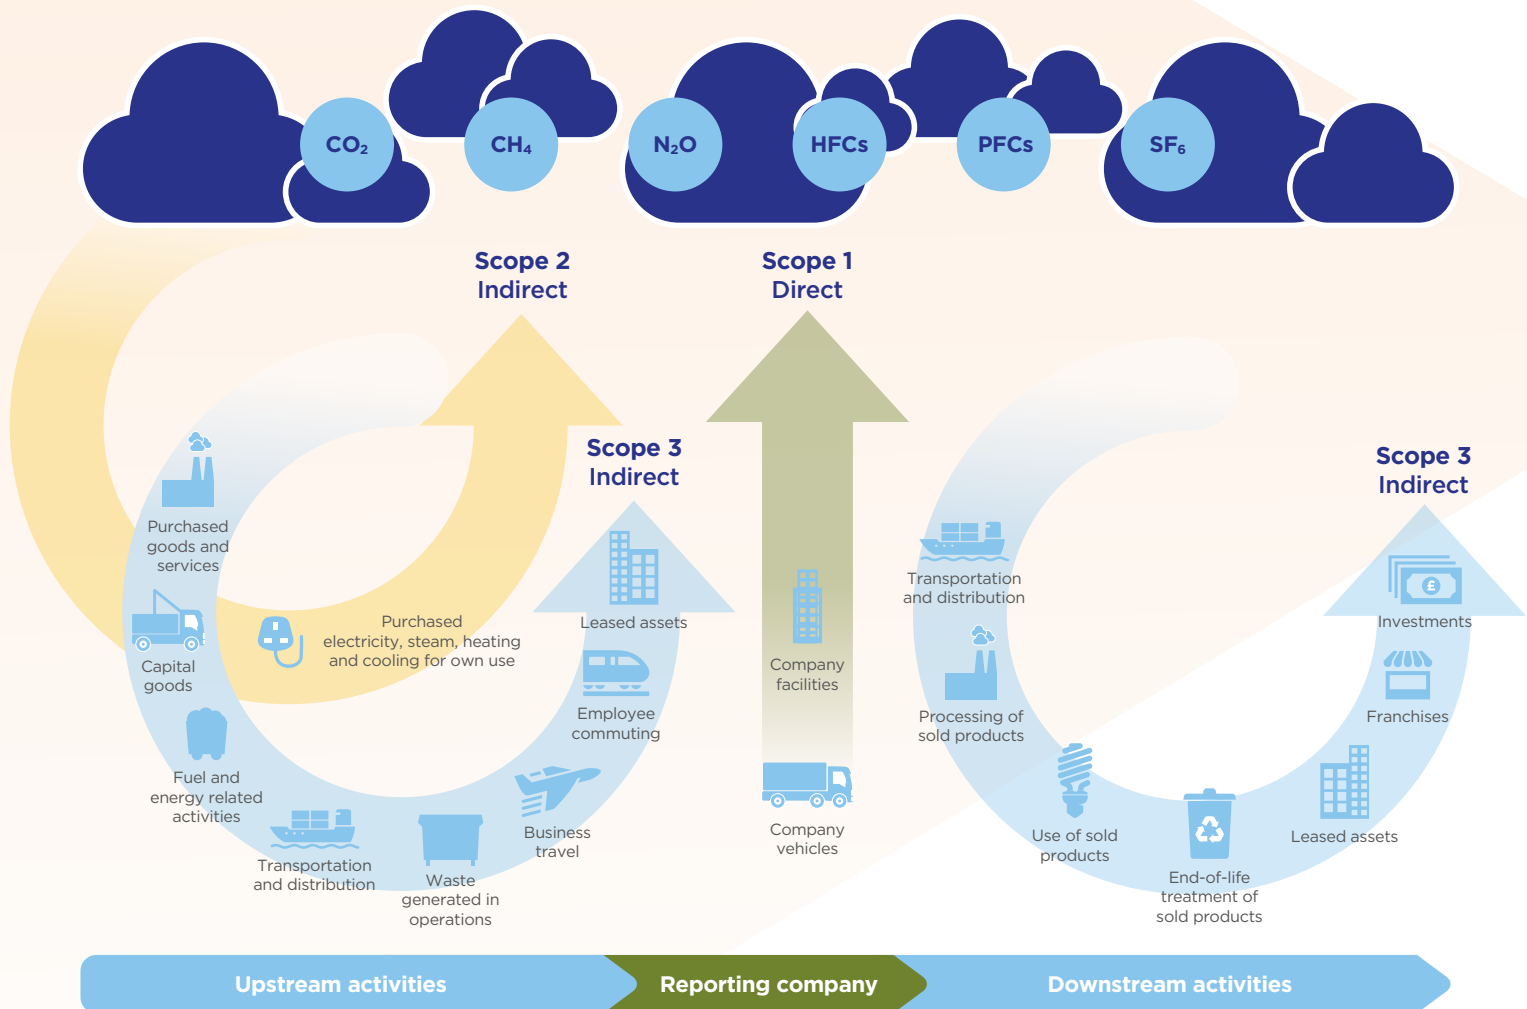 CO₂
CH₄
N₂O
HFCs
PFCs
SF₆
Scope 2
Indirect
Scope 1
Direct
Scope 3
Indirect
Scope 3
Indirect
Purchased
goods and
services
Capital
goods
Fuel and
energy related
activities
Transportation
and distribution
Waste
generated in
operations
Business
travel
Employee
commuting
Leased assets
Purchased
electricity, steam, heating
and cooling for own use
Company
facilities
Company
vehicles
Transportation
and distribution
Processing of
sold products
Use of sold
products
End-of-life
treatment of
sold products
Leased assets
Franchises
£
Investments
Upstream activities
Reporting company
Downstream activities